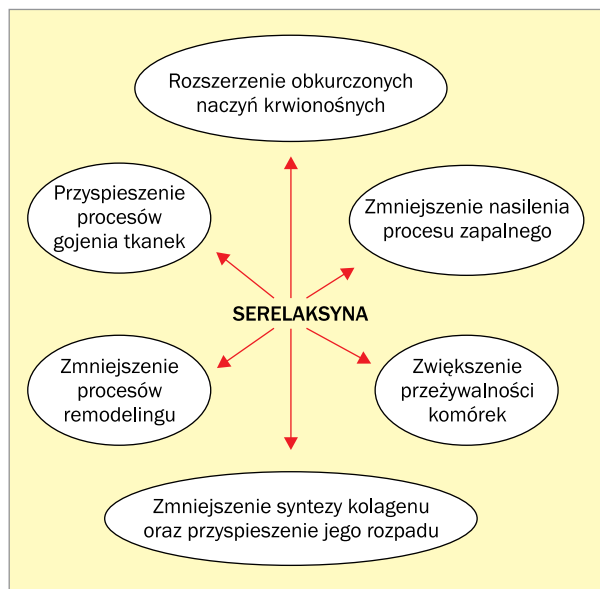 Rozszerzenie obkurczonych
naczyń krwionośnych
Przyspieszenie
procesów
gojenia tkanek
Zmniejszenie nasilenia
procesu zapalnego
SERELAKSYNA
Zmniejszenie
procesów
remodelingu
Zwiększenie
przeżywalności
komórek
Zmniejszenie syntezy kolagenu
oraz przyspieszenie jego rozpadu